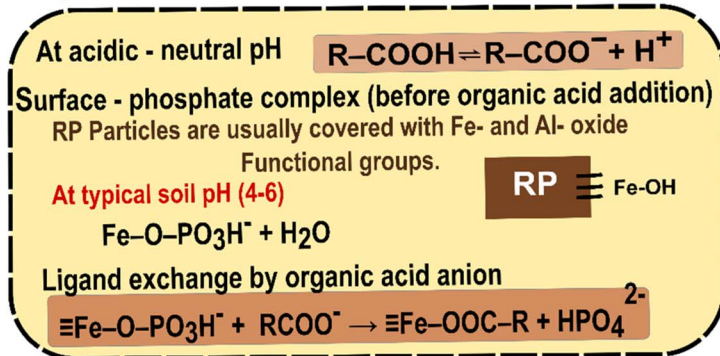 At acidic - neutral pH R–COOH⇌R–COO⁻ + H⁺
Surface - phosphate complex (before organic acid addition)
RP Particles are usually covered with Fe- and Al- oxide
Functional groups.
At typical soil pH (4-6)
RP Fe-OH
Fe–O–PO₃H⁻ + H₂O
Ligand exchange by organic acid anion
≡Fe–O–PO₃H⁻ + RCOO⁻ → ≡Fe–OOC–R + HPO₄²⁻